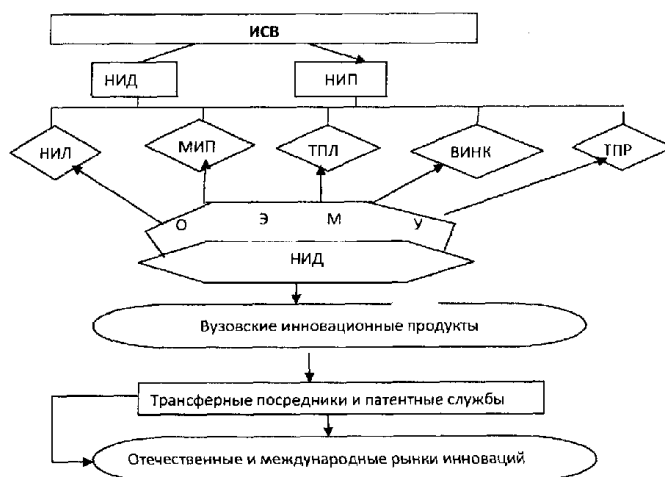 ИСВ
НИД НИП
НИЛ МИП ТПЛ ВИНК ТПР
О Э М У
НИД
Вузовские инновационные продукты
Трансферные посредники и патентные службы
Отечественные и международные рынки инноваций